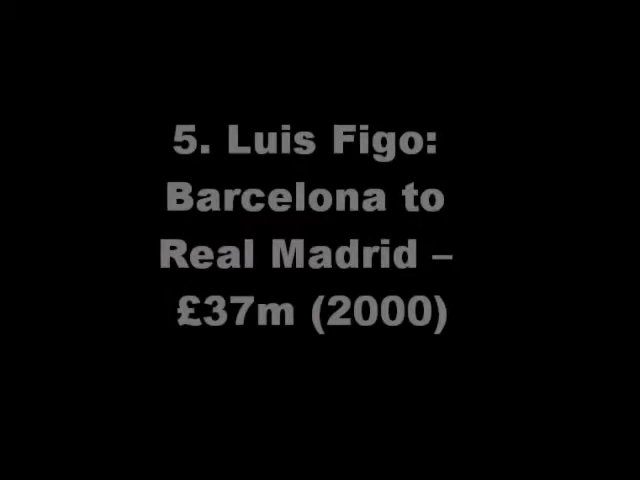 5. Luis Figo:
Barcelona to
Real Madrid –
£37m (2000)